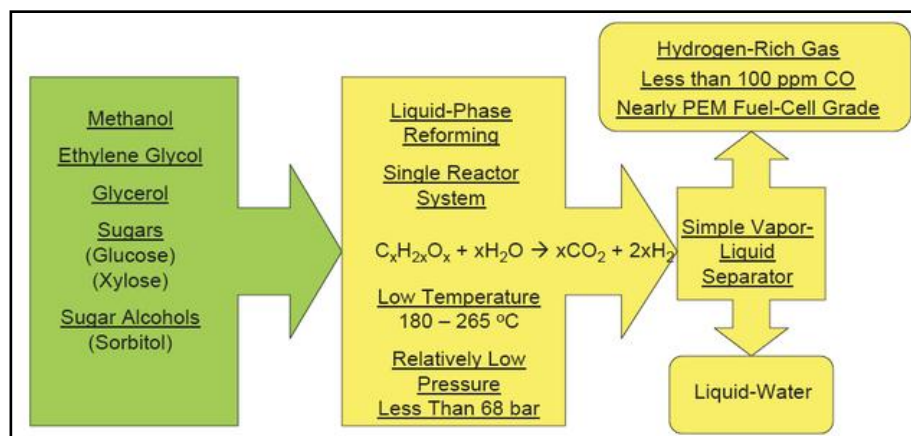 Methanol
Ethylene Glycol
Glycerol
Sugars
(Glucose)
(Xylose)
Sugar Alcohols
(Sorbitol)
Liquid-Phase
Reforming
Single Reactor
System
CₓH₂ₓOₓ + xH₂O → xCO₂ + 2xH₂
Low Temperature
180 – 265 ºC
Relatively Low
Pressure
Less Than 68 bar
Hydrogen-Rich Gas
Less than 100 ppm CO
Nearly PEM Fuel-Cell Grade
Simple Vapor-
Liquid
Separator
Liquid-Water